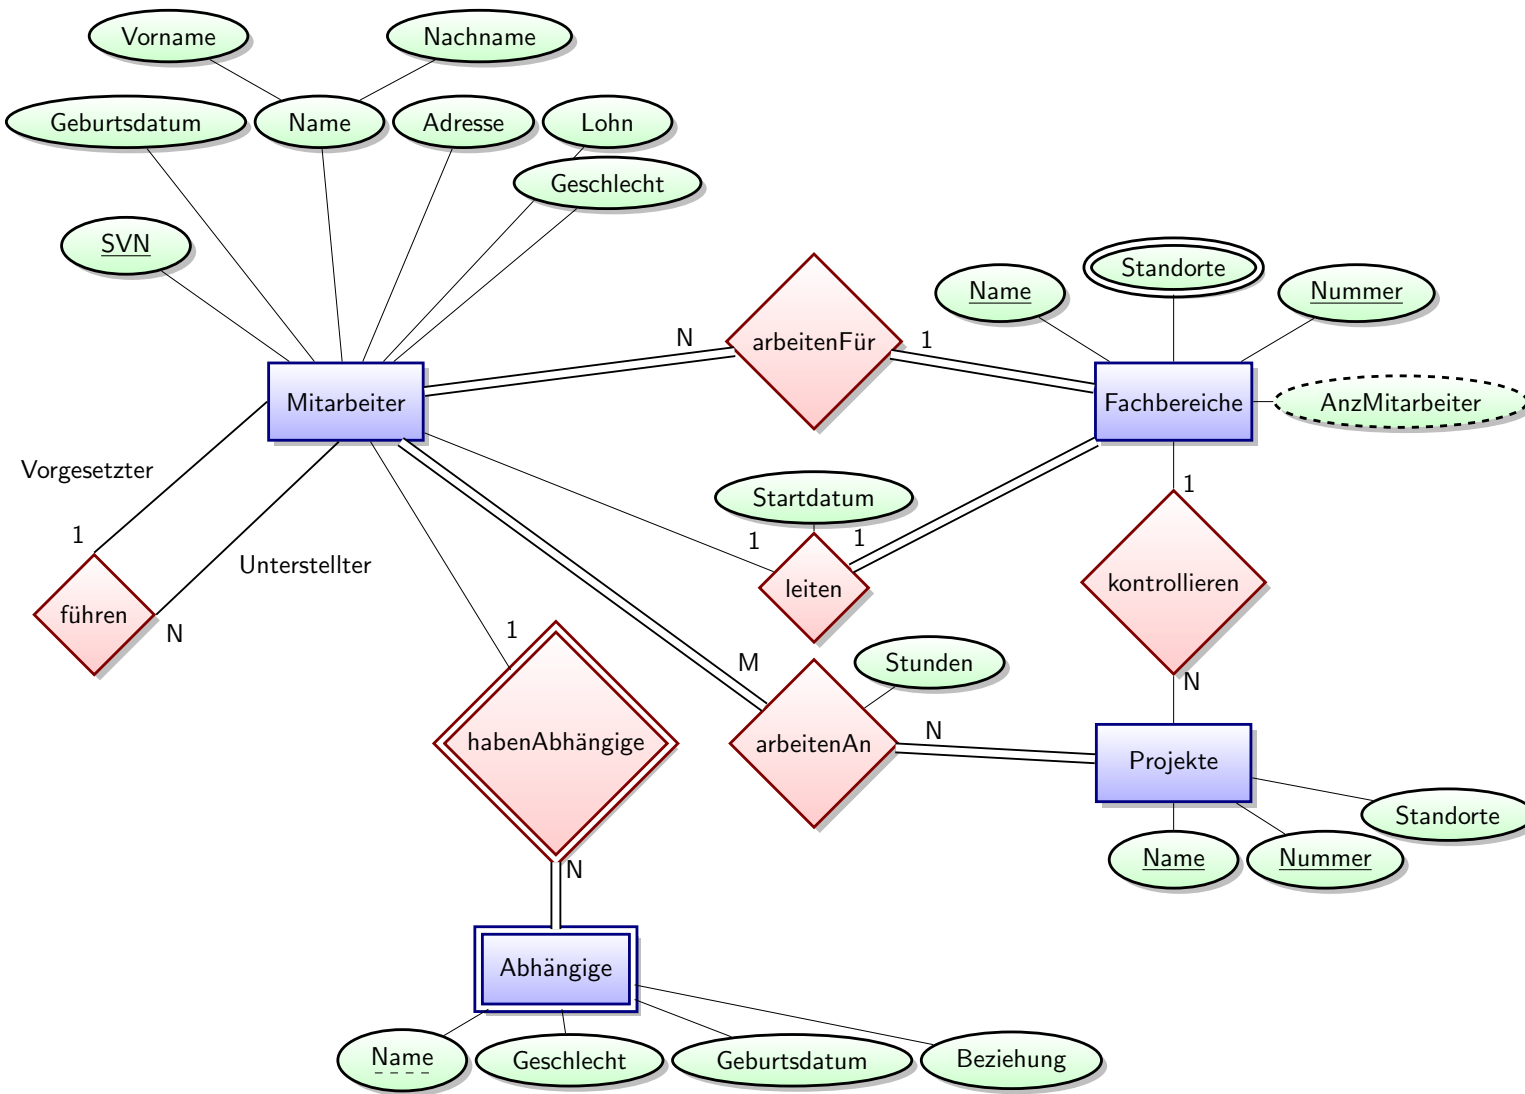 Vorname
Nachname
Geburtsdatum
Name
Adresse
Lohn
Geschlecht
SVN
Standorte
Name
Nummer
N
arbeitenFür
1
Mitarbeiter
Fachbereiche
AnzMitarbeiter
Vorgesetzter
1
Startdatum
1
1
1
Unterstellter
leiten
kontrollieren
führen
N
1
M
Stunden
N
habenAbhängige
arbeitenAn
N
Projekte
Standorte
Name
Nummer
N
Abhängige
Name
Geschlecht
Geburtsdatum
Beziehung